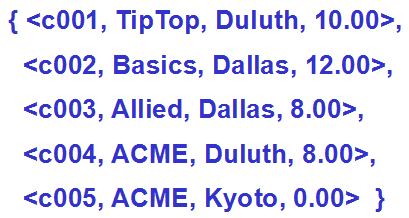 { <c001, TipTop, Duluth, 10.00>,
<c002, Basics, Dallas, 12.00>,
<c003, Allied, Dallas, 8.00>,
<c004, ACME, Duluth, 8.00>,
<c005, ACME, Kyoto, 0.00> }